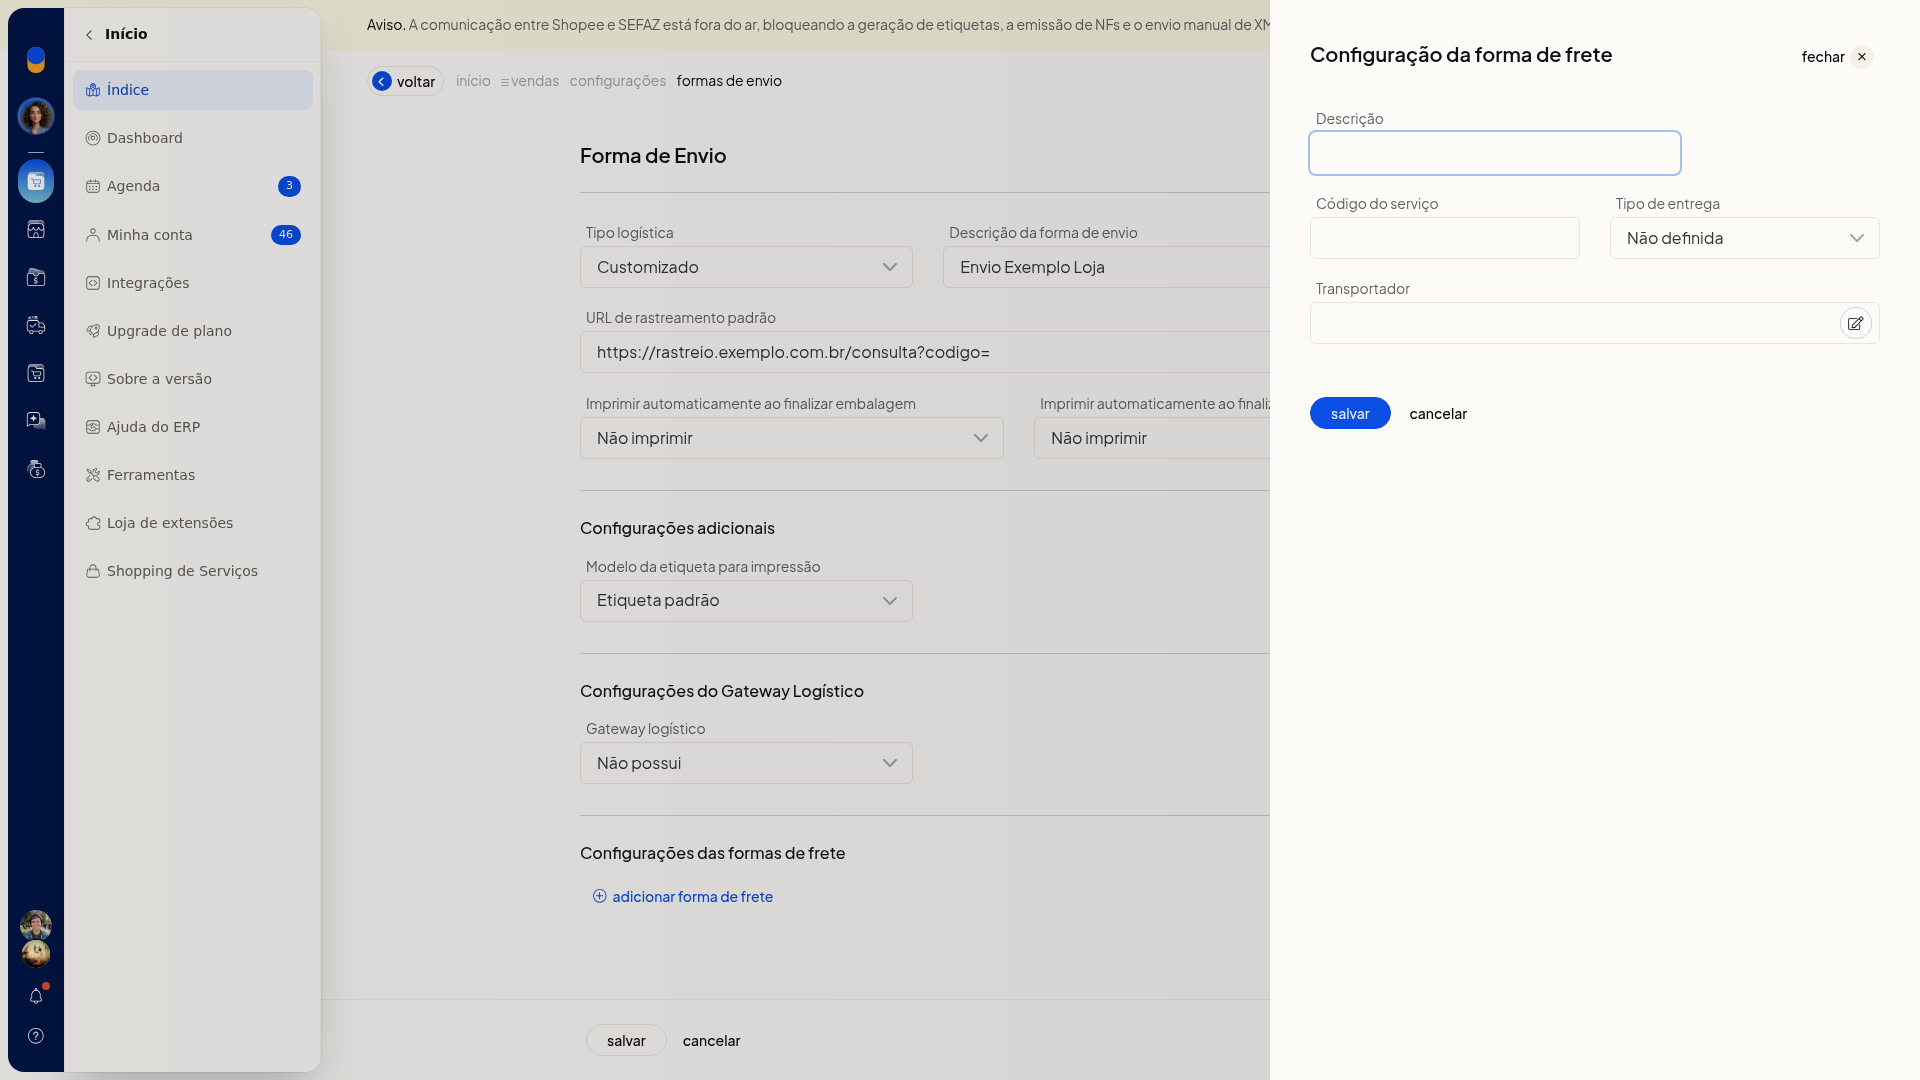 Início
Índice
Dashboard
Agenda
3
Minha conta
46
Integrações
Upgrade de plano
Sobre a versão
Ajuda do ERP
Ferramentas
Loja de extensões
Shopping de Serviços
Aviso. A comunicação entre Shopee e SEFAZ está fora do ar, bloqueando a geração de etiquetas, a emissão de NFs e o envio manual de XM
voltar
início
vendas
configurações
formas de envio
Forma de Envio
Tipo logística
Descrição da forma de envio
Customizado
Envio Exemplo Loja
URL de rastreamento padrão
https://rastreio.exemplo.com.br/consulta?codigo=
Imprimir automaticamente ao finalizar embalagem
Imprimir automaticamente ao finaliz
Não imprimir
Não imprimir
Configurações adicionais
Modelo da etiqueta para impressão
Etiqueta padrão
Configurações do Gateway Logístico
Gateway logístico
Não possui
Configurações das formas de frete
adicionar forma de frete
salvar
cancelar
Configuração da forma de frete
fechar
Descrição
Código do serviço
Tipo de entrega
Não definida
Transportador
salvar
cancelar